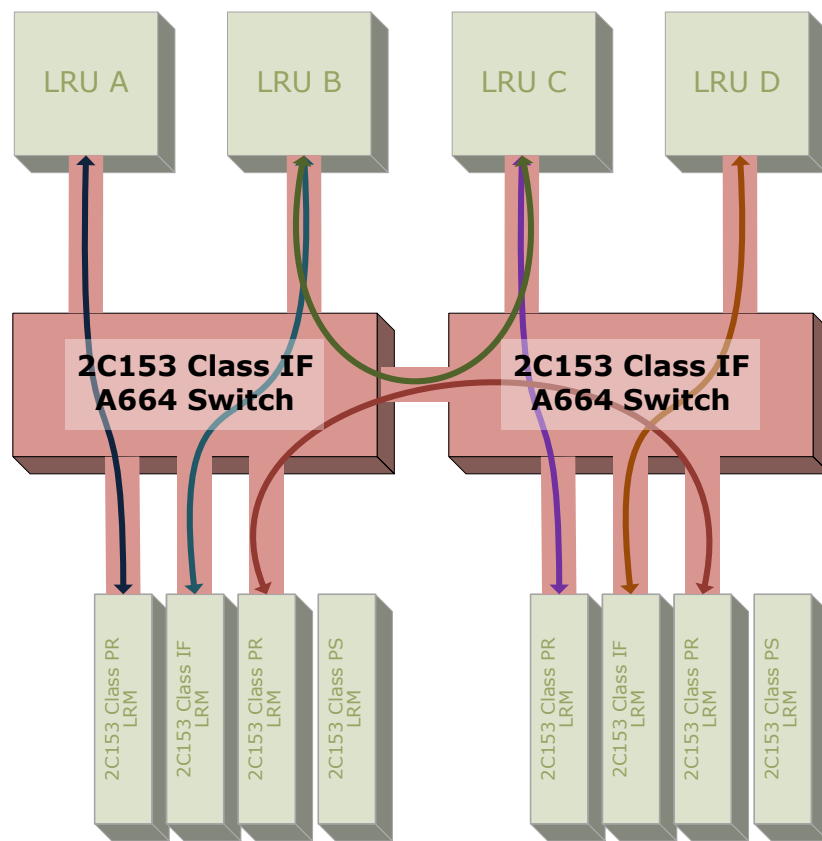 LRU A
LRU B
LRU C
LRU D
2C153 Class IF
A664 Switch
2C153 Class IF
A664 Switch
2C153 Class PR
LRM
2C153 Class IF
LRM
2C153 Class PR
LRM
2C153 Class PS
LRM
2C153 Class PR
LRM
2C153 Class IF
LRM
2C153 Class PR
LRM
2C153 Class PS
LRM